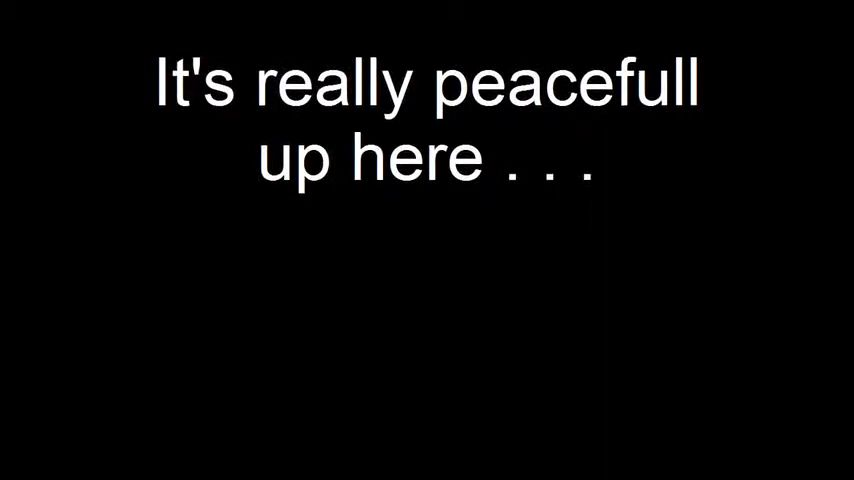 It's really peacefull
up here . . .